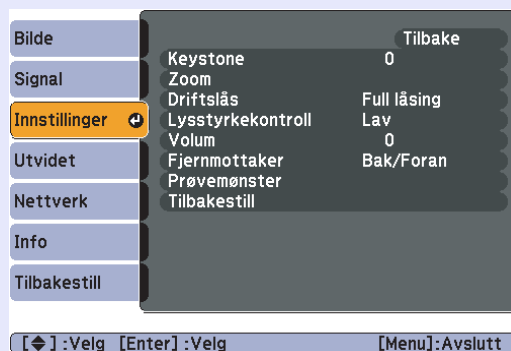 Bilde
Signal
Innstillinger
Utvidet
Nettverk
Info
Tilbakestill
Tilbake
Keystone 0
Zoom
Driftslås Full låsing
Lysstyrkekontroll Lav
Volum 0
Fjernmottaker Bak/Foran
Prøvemønster
Tilbakestill
[◆] :Velg [Enter] :Velg [Menu]:Avslutt